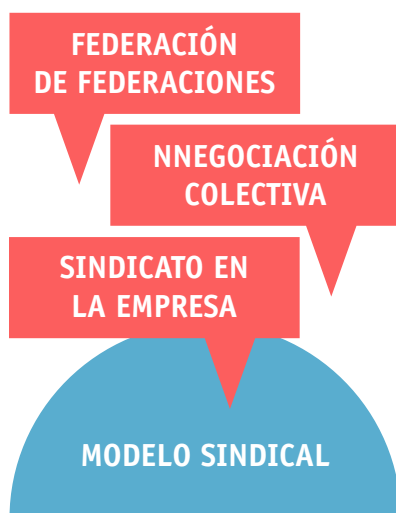 FEDERACIÓN
DE FEDERACIONES
NNEGOCIACIÓN
COLECTIVA
SINDICATO EN
LA EMPRESA
MODELO SINDICAL